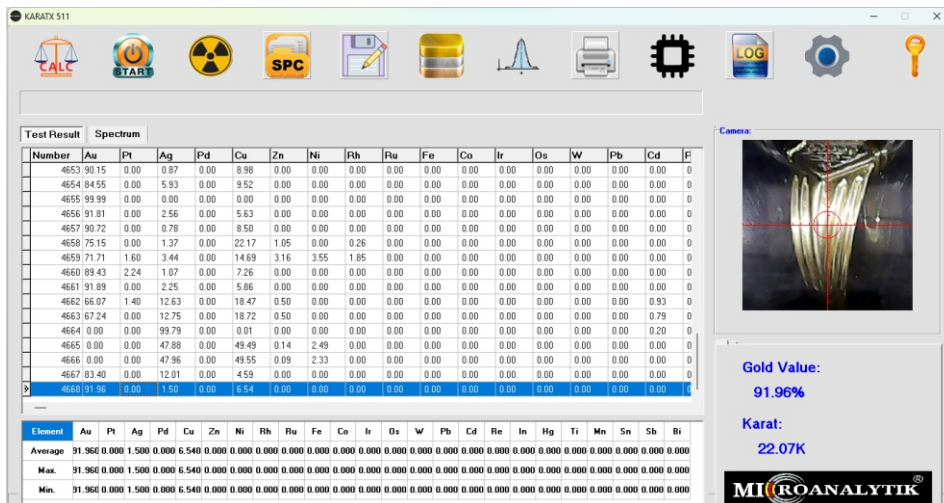 KARATX 511
CALC START SPC LOG
Test Result Spectrum
Number Au Pt Ag Pd Cu Zn Ni Rh Ru Fe Co Ir Os W Pb Cd
4653 90.15 0.00 0.87 0.00 8.98 0.00 0.00 0.00 0.00 0.00 0.00 0.00 0.00 0.00 0.00 0.00 0
4654 84.55 0.00 5.93 0.00 9.52 0.00 0.00 0.00 0.00 0.00 0.00 0.00 0.00 0.00 0.00 0.00 0
4655 99.99 0.00 0.00 0.00 0.00 0.00 0.00 0.00 0.00 0.00 0.00 0.00 0.00 0.00 0.00 0.00 0
4656 91.81 0.00 2.56 0.00 5.63 0.00 0.00 0.00 0.00 0.00 0.00 0.00 0.00 0.00 0.00 0.00 0
4657 90.72 0.00 0.78 0.00 8.50 0.00 0.00 0.00 0.00 0.00 0.00 0.00 0.00 0.00 0.00 0.00 0
4658 75.15 0.00 1.37 0.00 22.17 1.05 0.00 0.26 0.00 0.00 0.00 0.00 0.00 0.00 0.00 0.00 0
4659 71.71 1.60 3.44 0.00 14.69 3.16 3.55 1.85 0.00 0.00 0.00 0.00 0.00 0.00 0.00 0.00 0
4660 89.43 2.24 1.07 0.00 7.26 0.00 0.00 0.00 0.00 0.00 0.00 0.00 0.00 0.00 0.00 0.00 0
4661 91.89 0.00 2.25 0.00 5.86 0.00 0.00 0.00 0.00 0.00 0.00 0.00 0.00 0.00 0.00 0.00 0
4662 66.07 1.40 12.63 0.00 18.47 0.50 0.00 0.00 0.00 0.00 0.00 0.00 0.00 0.00 0.00 0.93 0
4663 67.24 0.00 12.75 0.00 18.72 0.50 0.00 0.00 0.00 0.00 0.00 0.00 0.00 0.00 0.00 0.79 0
4664 0.00 0.00 99.79 0.00 0.01 0.00 0.00 0.00 0.00 0.00 0.00 0.00 0.00 0.00 0.00 0.20 0
4665 0.00 0.00 47.88 0.00 49.49 0.14 2.49 0.00 0.00 0.00 0.00 0.00 0.00 0.00 0.00 0.00 0
4666 0.00 0.00 47.96 0.00 49.55 0.09 2.33 0.00 0.00 0.00 0.00 0.00 0.00 0.00 0.00 0.00 0
4667 83.40 0.00 12.01 0.00 4.59 0.00 0.00 0.00 0.00 0.00 0.00 0.00 0.00 0.00 0.00 0.00 0
4668 91.96 0.00 1.50 0.00 6.54 0.00 0.00 0.00 0.00 0.00 0.00 0.00 0.00 0.00 0.00 0.00 0
Element Au Pt Ag Pd Cu Zn Ni Rh Ru Fe Co Ir Os W Pb Cd Re In Hg Ti Mn Sn Sb Bi
Average 91.960 0.000 1.500 0.000 6.540 0.000 0.000 0.000 0.000 0.000 0.000 0.000 0.000 0.000 0.000 0.000 0.000 0.000 0.000 0.000 0.000 0.000 0.000 0.000
Max. 91.960 0.000 1.500 0.000 6.540 0.000 0.000 0.000 0.000 0.000 0.000 0.000 0.000 0.000 0.000 0.000 0.000 0.000 0.000 0.000 0.000 0.000 0.000 0.000
Min. 91.960 0.000 1.500 0.000 6.540 0.000 0.000 0.000 0.000 0.000 0.000 0.000 0.000 0.000 0.000 0.000 0.000 0.000 0.000 0.000 0.000 0.000 0.000 0.000
Camera:
Gold Value:
91.96%
Karat:
22.07K
MICROANALYTIK®